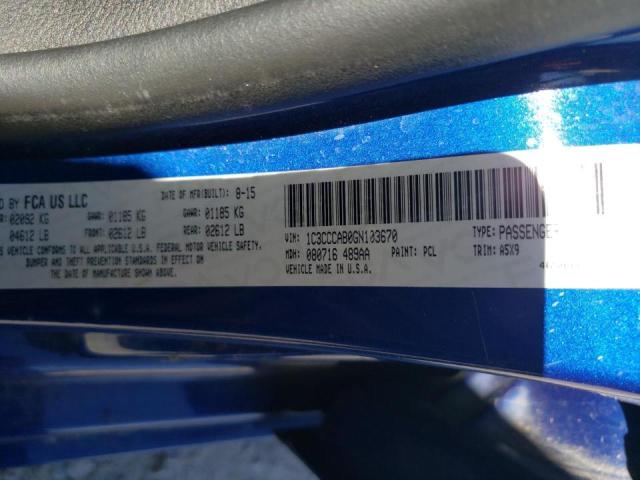 D BY FCA US LLC DATE OF MFR(BUILT): 8-15
02092 KG GAWR: 01185 KG GAWR: 01185 KG
04612 LB FRONT: 02612 LB REAR: 02612 LB
S VEHICLE CONFORMS TO ALL APPLICABLE U.S.A. FEDERAL MOTOR VEHICLE SAFETY,
BUMPER AND THEFT PREVENTION STANDARDS IN EFFECT ON
THE DATE OF MANUFACTURE SHOWN ABOVE.
VIN: 1C3CCCAB0GN103670 TYPE: PASSENGER
MDH: 080716 489AA PAINT: PCL TRIM: A5X9
VEHICLE MADE IN U.S.A.